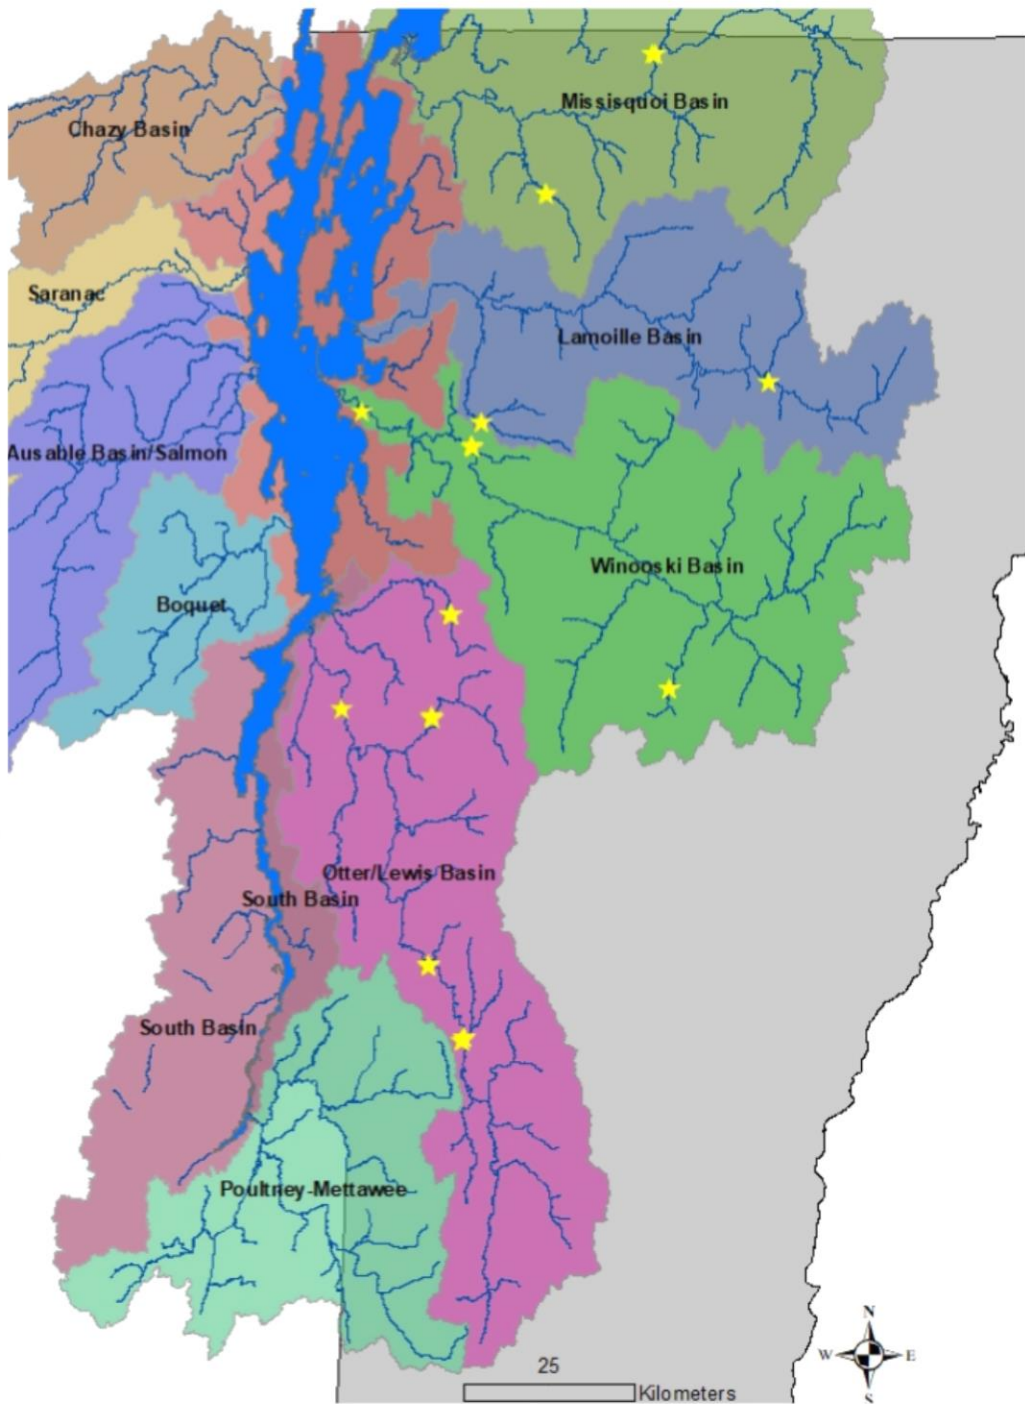 Missisquoi Basin
Chazy Basin
Saranac
Lamoille Basin
Ausable Basin/Salmon
Winooski Basin
Boquet
Otter/Lewis Basin
South Basin
South Basin
Poultney-Mettawee
N
W E
S
25
Kilometers